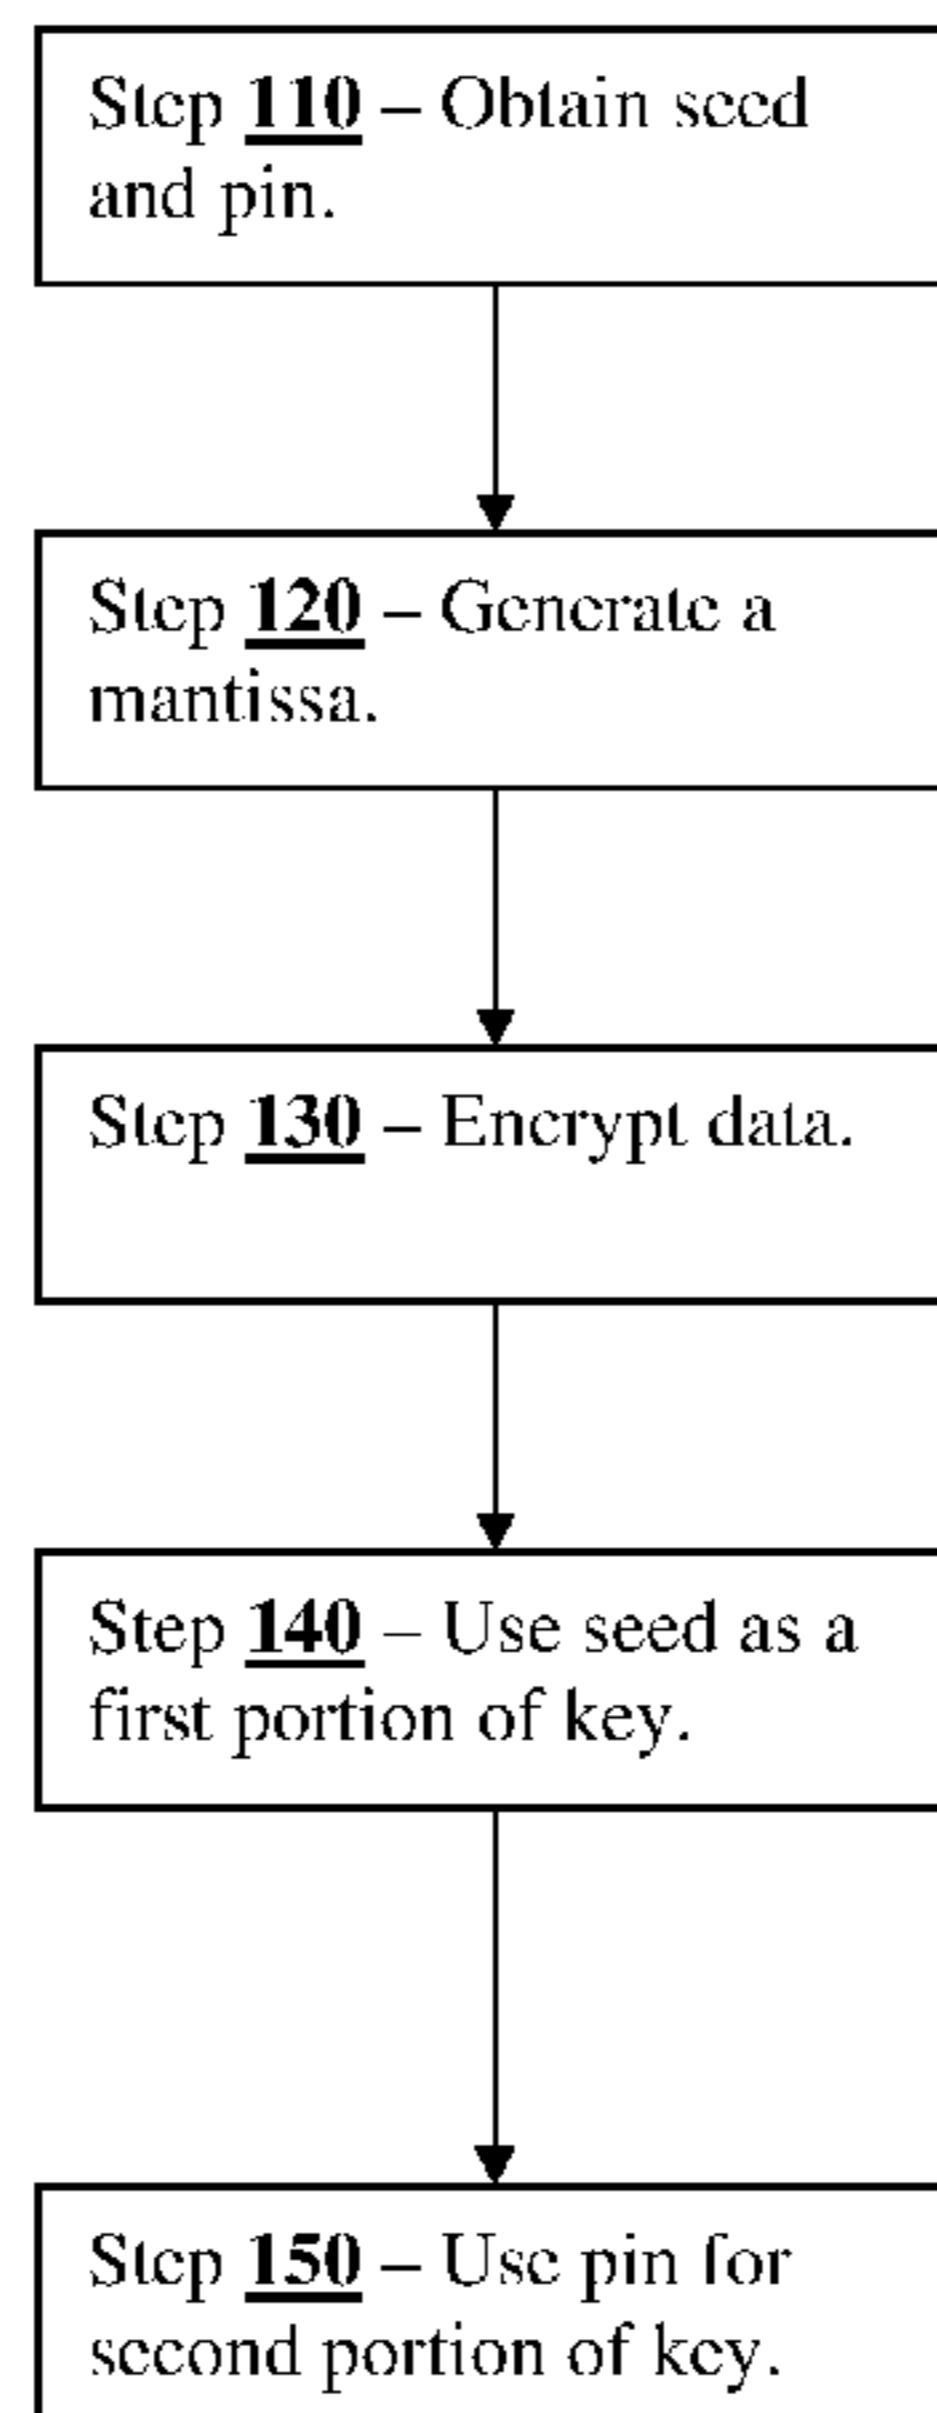 Step 110 – Obtain seed
and pin.
Step 120 – Generate a
mantissa.
Step 130 – Encrypt data.
Step 140 – Use seed as a
first portion of key.
Step 150 – Use pin for
second portion of key.